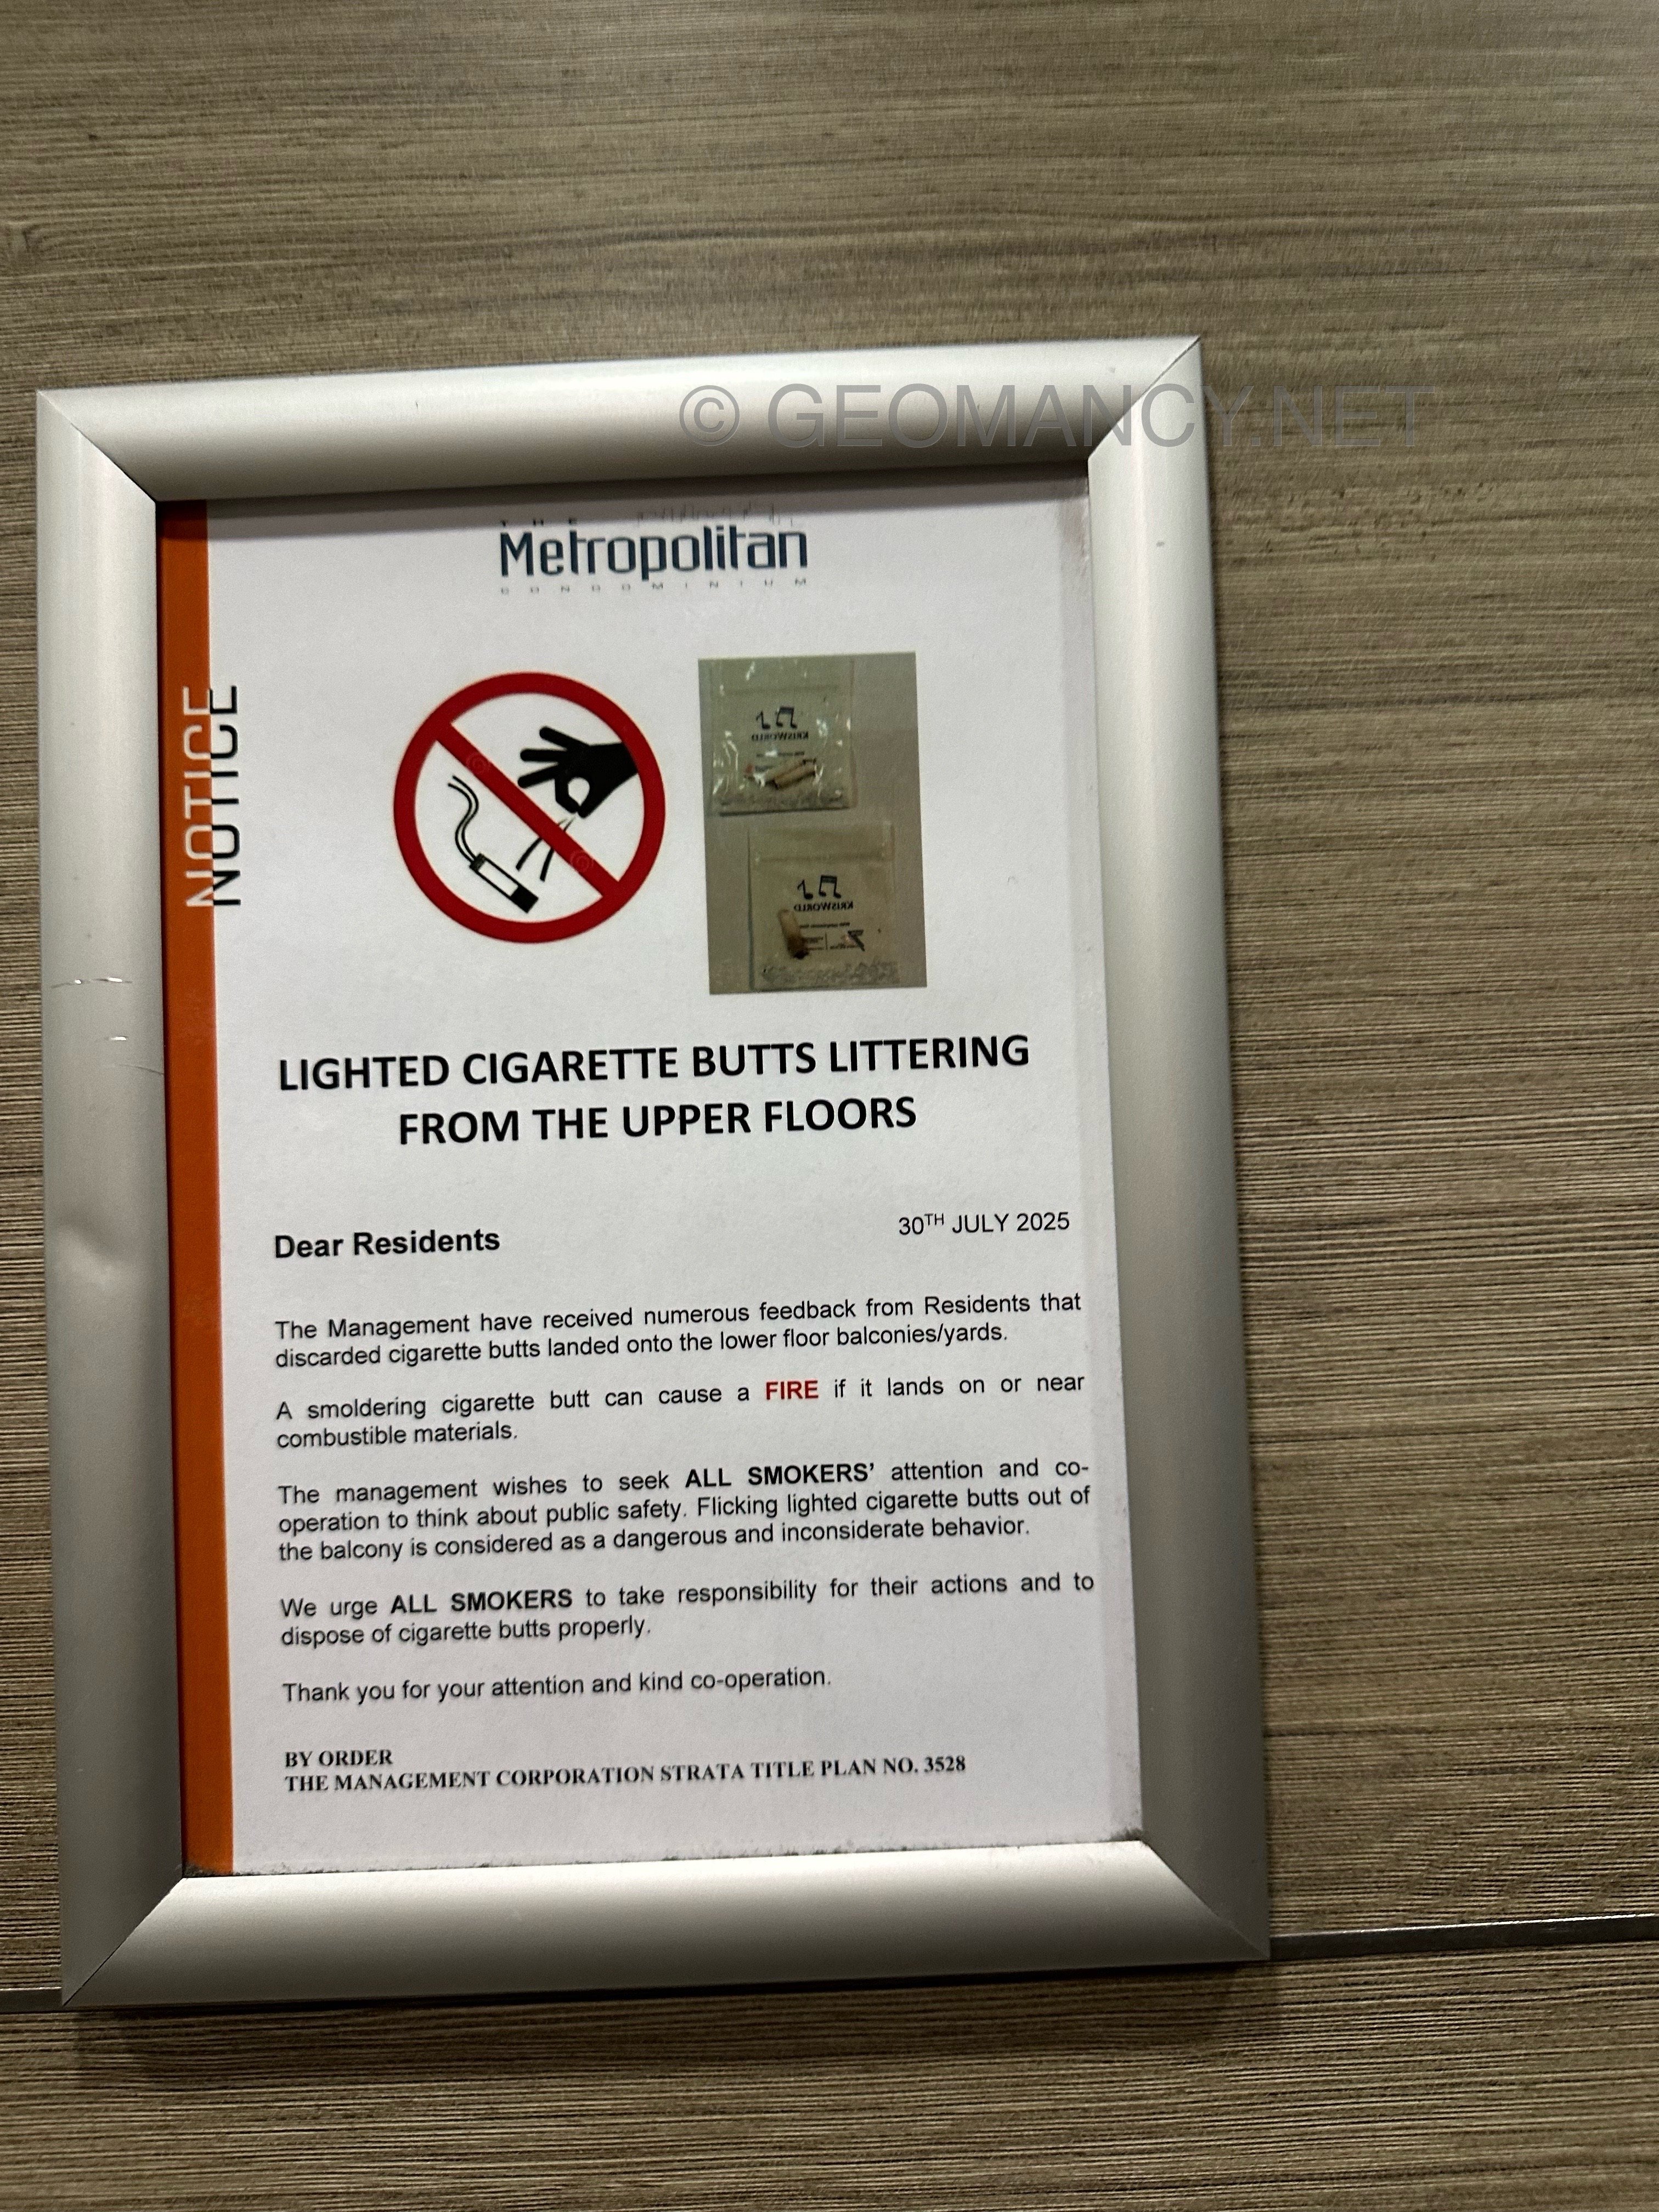 © GEOMANCY.NET
THE
Metropolitan
CONDOMINIUM
NOTICE
KRISWORLD
KRISWORLD
LIGHTED CIGARETTE BUTTS LITTERING
FROM THE UPPER FLOORS
Dear Residents 30TH JULY 2025
The Management have received numerous feedback from Residents that
discarded cigarette butts landed onto the lower floor balconies/yards.
A smoldering cigarette butt can cause a FIRE if it lands on or near
combustible materials.
The management wishes to seek ALL SMOKERS’ attention and co-
operation to think about public safety. Flicking lighted cigarette butts out of
the balcony is considered as a dangerous and inconsiderate behavior.
We urge ALL SMOKERS to take responsibility for their actions and to
dispose of cigarette butts properly.
Thank you for your attention and kind co-operation.
BY ORDER
THE MANAGEMENT CORPORATION STRATA TITLE PLAN NO. 3528